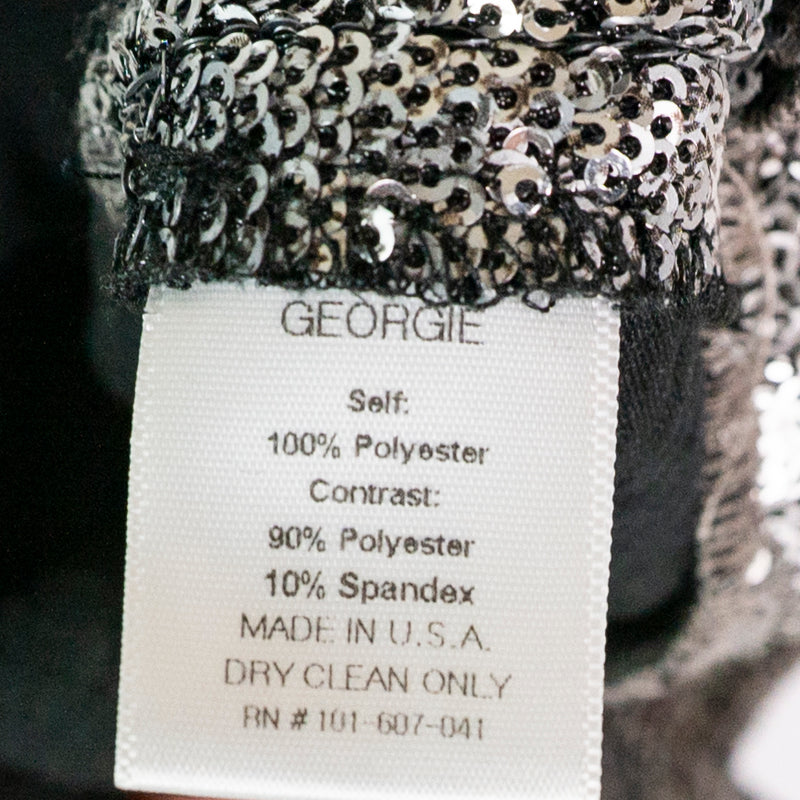 GEORGIE
Self:
100% Polyester
Contrast:
90% Polyester
10% Spandex
MADE IN U.S.A.
DRY CLEAN ONLY
RN # 101-607-041